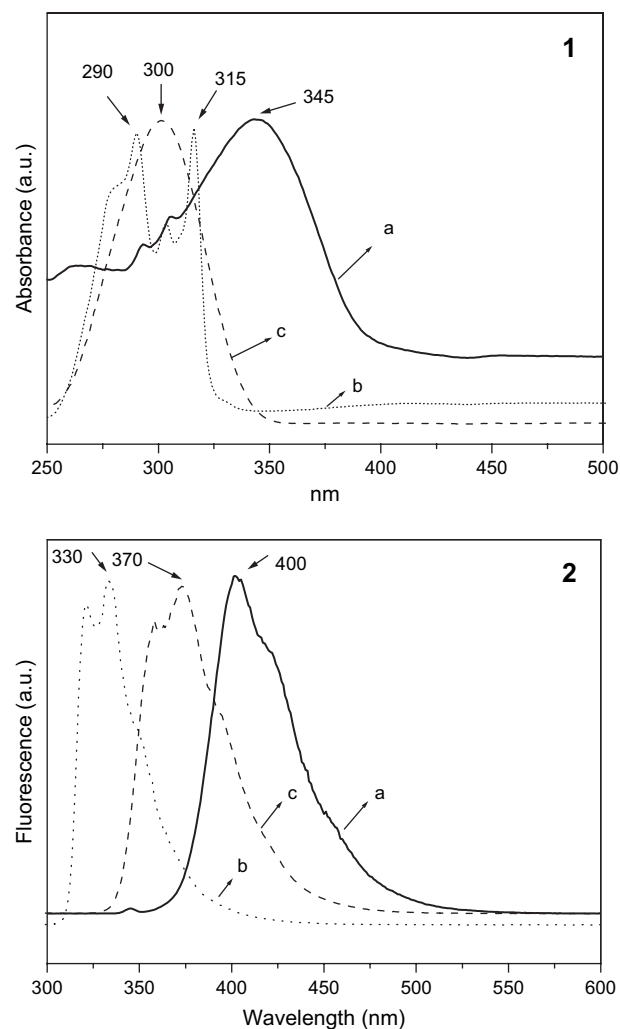 1
290
300
315
345
a
c
b
Absorbance (a.u.)
250 300 350 400 450 500
nm
2
330
370
400
c
a
b
Fluorescence (a.u.)
300 350 400 450 500 550 600
Wavelength (nm)